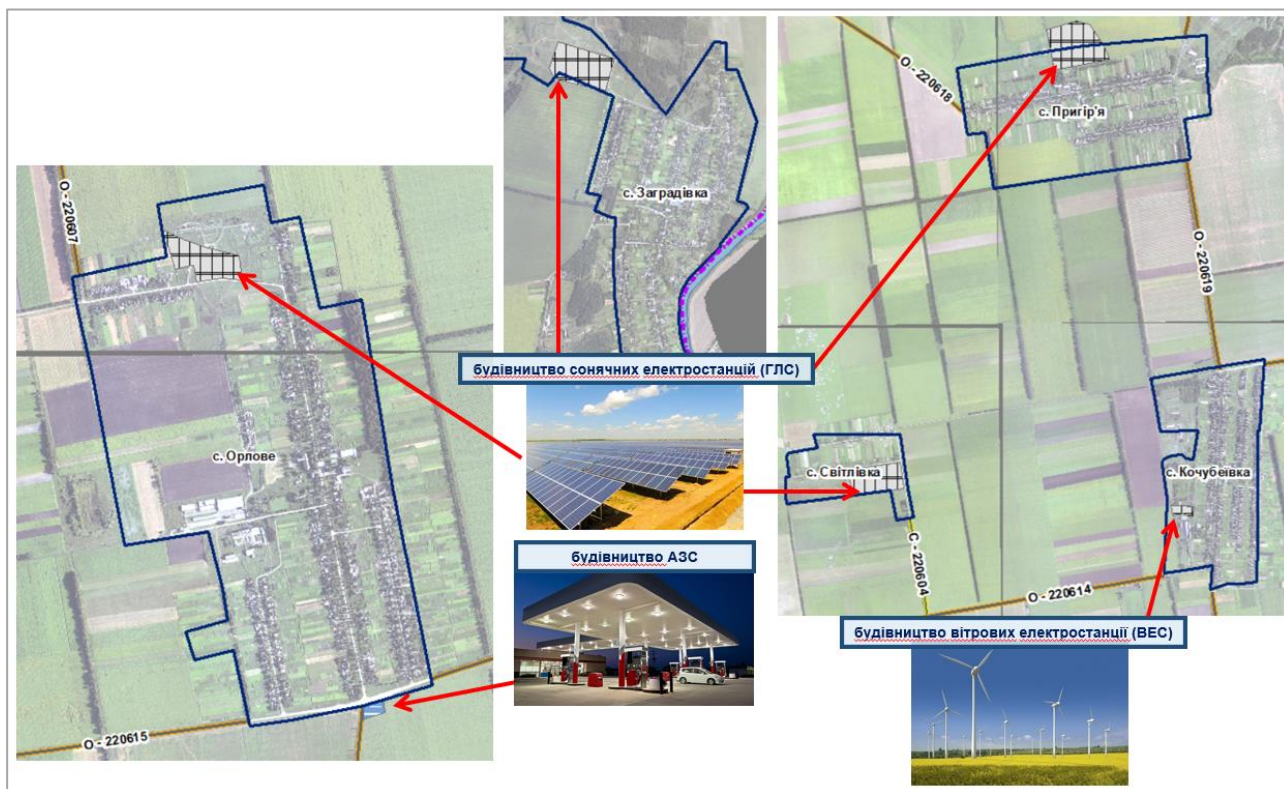 О - 220618
с. Пригір'я
О - 220607
с. Заградівка
О - 220619
будівництво сонячних електростанцій (ГЛС)
с. Орлове
с. Світлівка
с. Кочубеївка
С - 220604
будівництво АЗС
О - 220614
будівництво вітрових електростанції (ВЕС)
О - 220615